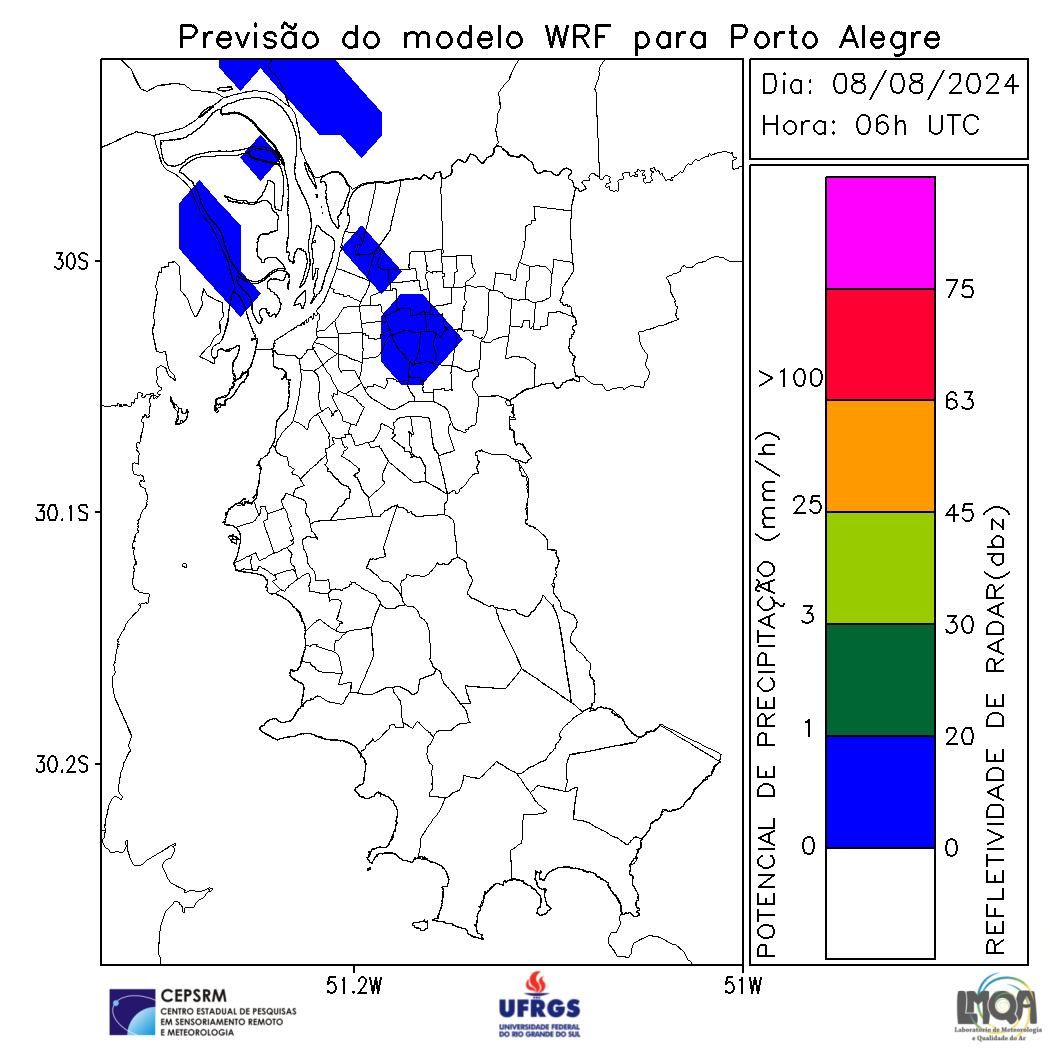 Previsão do modelo WRF para Porto Alegre
Dia: 08/08/2024
Hora: 06h UTC
30S
30.1S
30.2S
51.2W
51W
POTENCIAL DE PRECIPITAÇÃO (mm/h)
>100
25
3
1
0
75
63
45
30
20
0
REFLETIVIDADE DE RADAR(dbz)
CEPSRM
CENTRO ESTADUAL DE PESQUISAS
EM SENSORIAMENTO REMOTO
E METEOROLOGIA
UFRGS
UNIVERSIDADE FEDERAL
DO RIO GRANDE DO SUL
LMQA
Laboratório de Meteorologia
e Qualidade do Ar